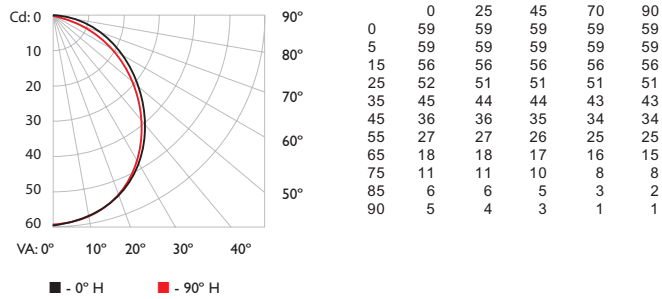 Cd: 0
10
20
30
40
50
60
90°
80°
70°
60°
50°
VA: 0° 10° 20° 30° 40°
- 0° H - 90° H
0 25 45 70 90
0 59 59 59 59 59
5 59 59 59 59 59
15 56 56 56 56 56
25 52 51 51 51 51
35 45 44 44 43 43
45 36 36 35 34 34
55 27 27 26 25 25
65 18 18 17 16 15
75 11 11 10 8 8
85 6 6 5 3 2
90 5 4 3 1 1